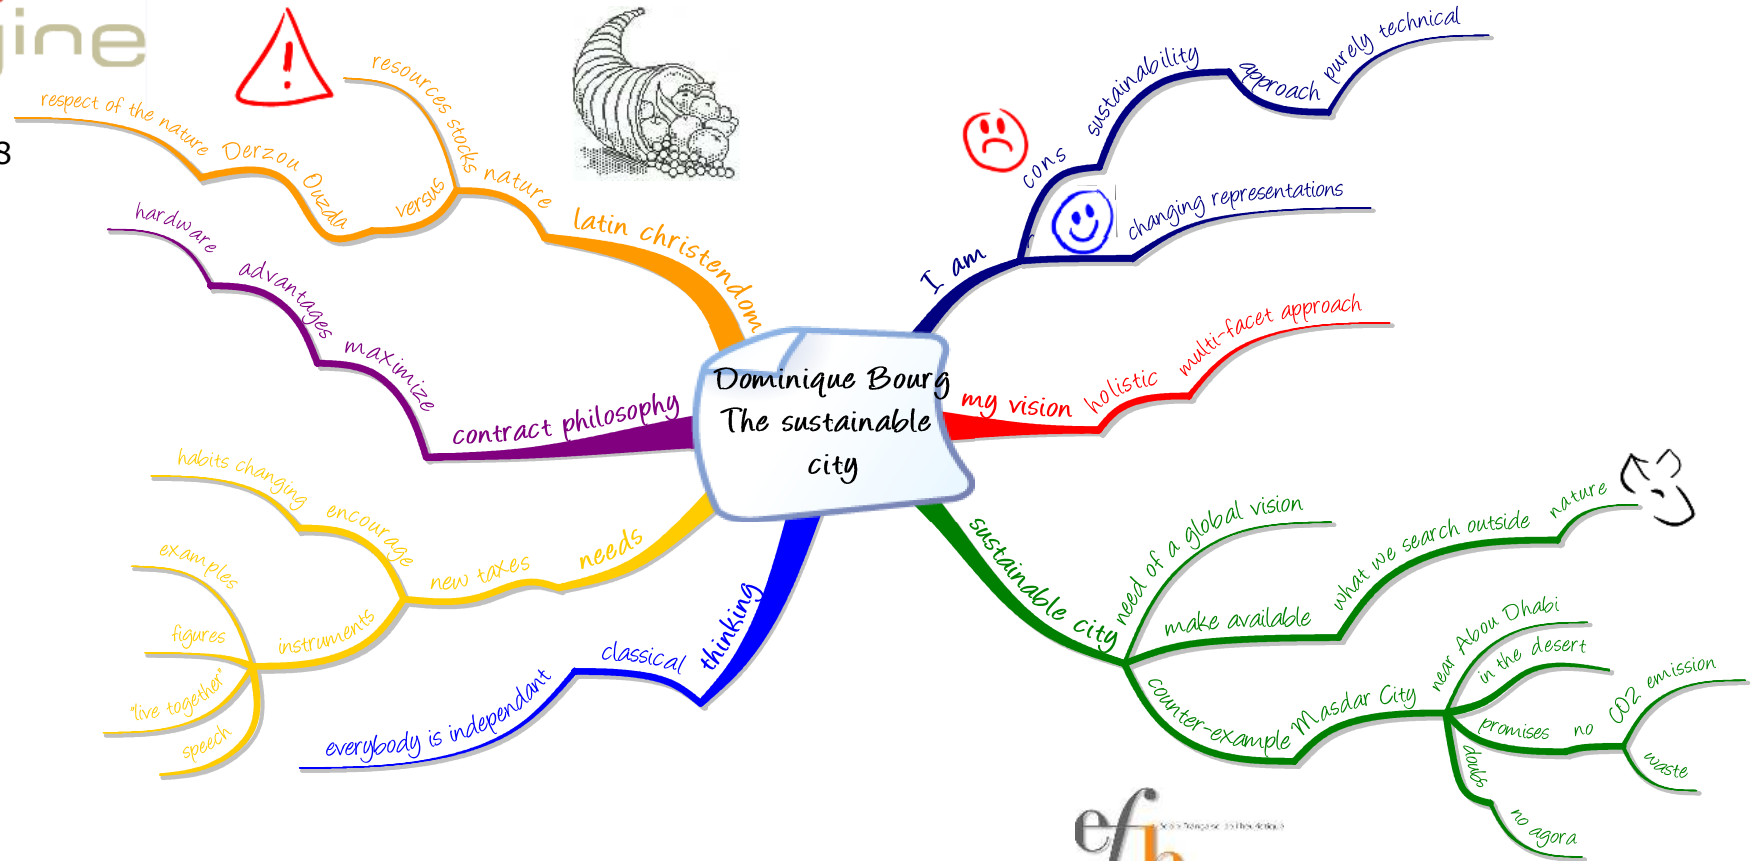 gine
8
Dominique Bourg
The sustainable
city
I am
cons
sustainability
approach
purely technical
changing representations
my vision
holistic
multi-facet approach
sustainable city
need of a global vision
make available
what we search outside
nature
counter-example
Masdar City
near Abou Dhabi
in the desert
promises
no
CO2 emission
waste
doubs
no agora
thinking
classical
everybody is independant
needs
new taxes
encourage
habits changing
instruments
examples
figures
"live together"
speech
contract philosophy
maximize
advantages
hardware
latin christendom
nature
resources stocks
versus
Derzou Ouzda
respect of the nature
ef